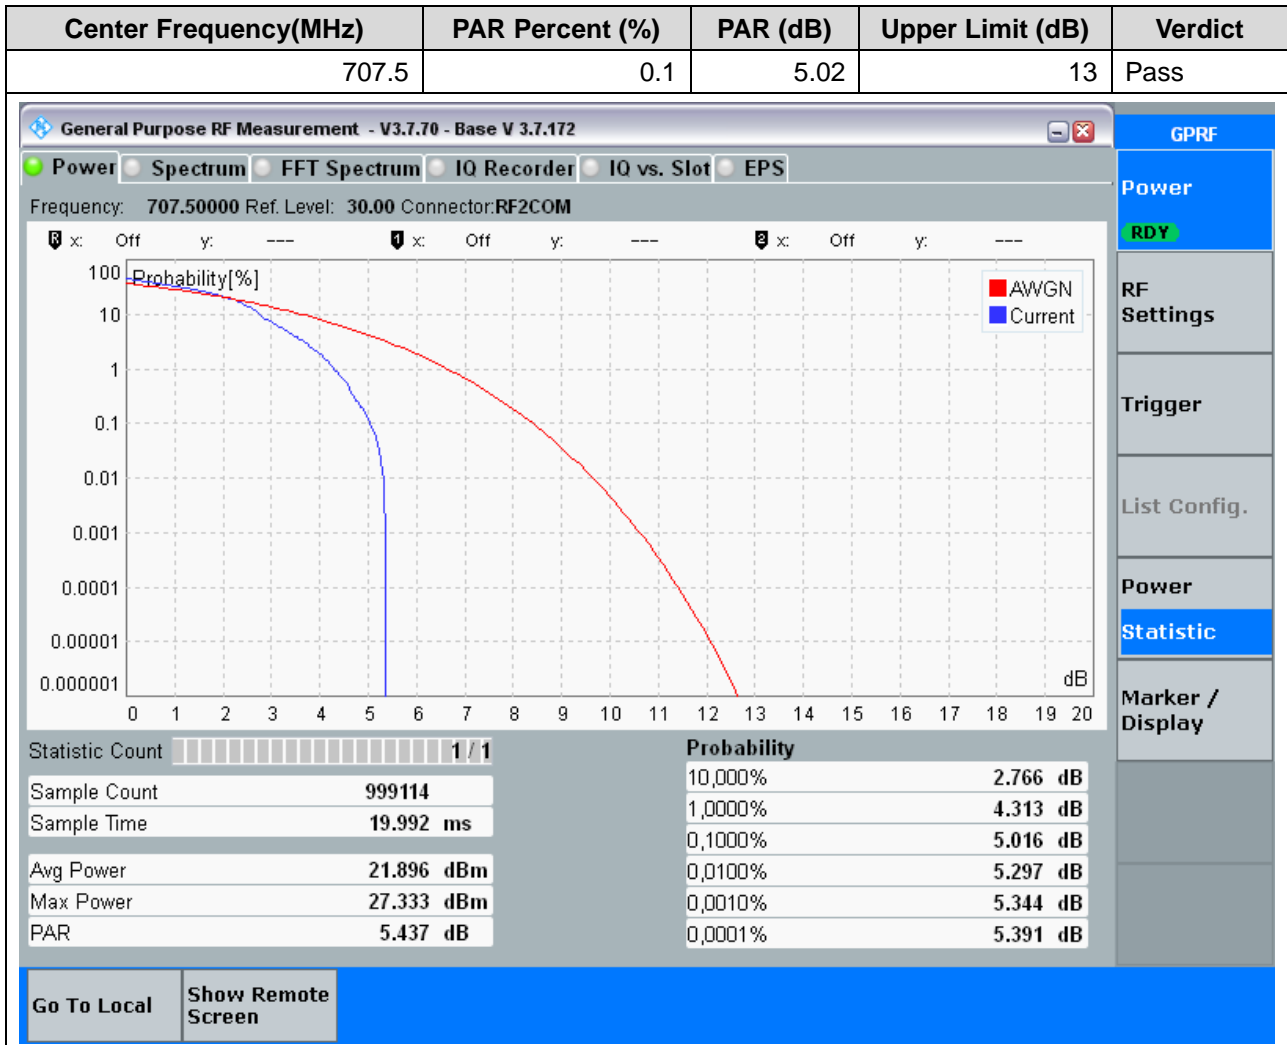 Center Frequency(MHz) PAR Percent (%) PAR (dB) Upper Limit (dB) Verdict
707.5 0.1 5.02 13 Pass
General Purpose RF Measurement - V3.7.70 - Base V 3.7.172
GPRF
Power Spectrum FFT Spectrum IQ Recorder IQ vs. Slot EPS
Power
RDY
Frequency: 707.50000 Ref. Level: 30.00 Connector:RF2COM
R x: Off y: --- 1 x: Off y: --- 2 x: Off y: ---
Probability[%]
AWGN
Current
100
10
1
0.1
0.01
0.001
0.0001
0.00001
0.000001
dB
0 1 2 3 4 5 6 7 8 9 10 11 12 13 14 15 16 17 18 19 20
RF
Settings
Trigger
List Config.
Power
Statistic
Marker /
Display
Statistic Count 1 / 1
Sample Count 999114
Sample Time 19.992 ms
Avg Power 21.896 dBm
Max Power 27.333 dBm
PAR 5.437 dB
Probability
10,000% 2.766 dB
1,0000% 4.313 dB
0,1000% 5.016 dB
0,0100% 5.297 dB
0,0010% 5.344 dB
0,0001% 5.391 dB
Go To Local
Show Remote
Screen